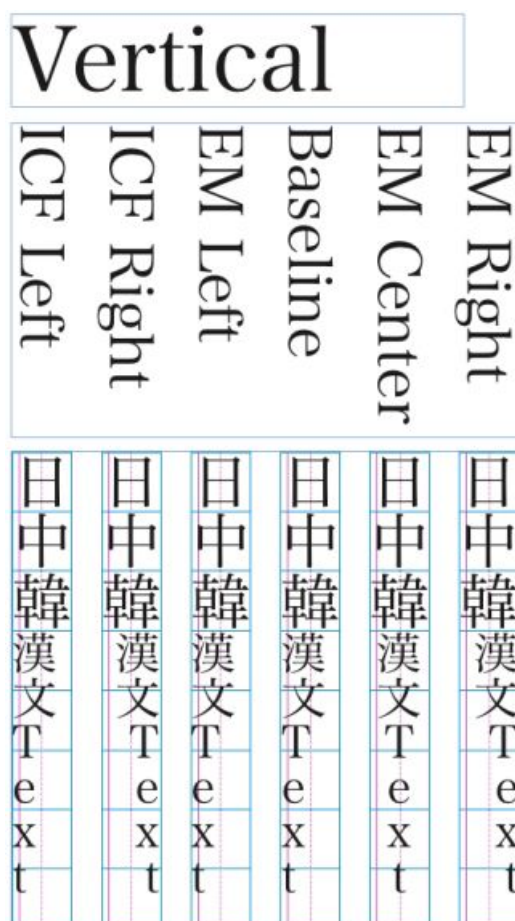 Vertical
ICF Left
ICF Right
EM Left
Baseline
EM Center
EM Right
日中韓漢文Text
日中韓漢文Text
日中韓漢文Text
日中韓漢文Text
日中韓漢文Text
日中韓漢文Text